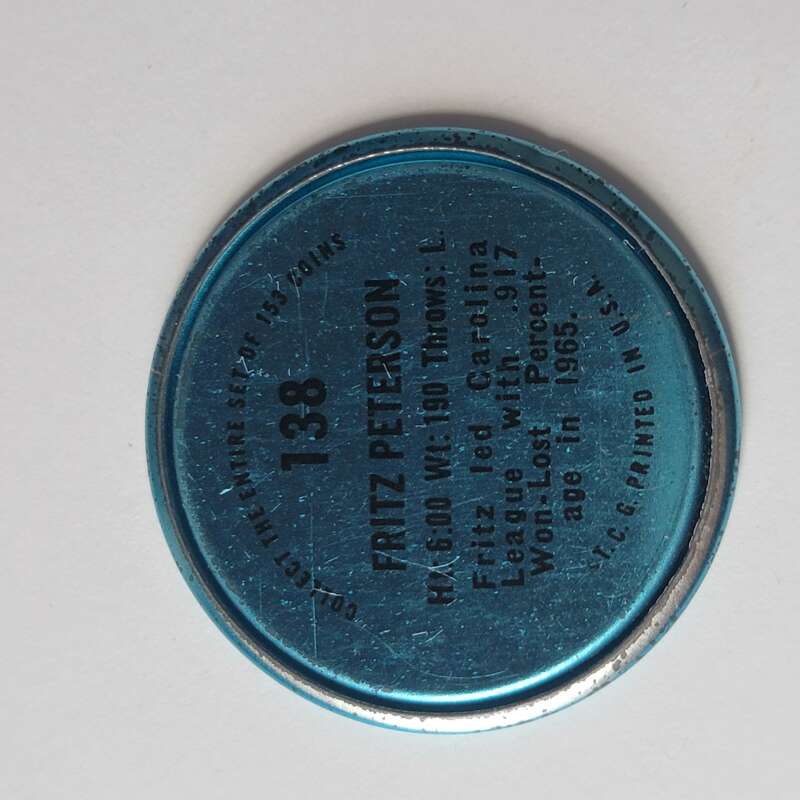 COLLECT THE ENTIRE SET OF 153 COINS
138
FRITZ PETERSON
Ht: 6:00 Wt: 190 Throws: L.
Fritz led Carolina
League with .917
Won-Lost Percent-
age in 1965.
©T. C. G. PRINTED IN U.S.A.